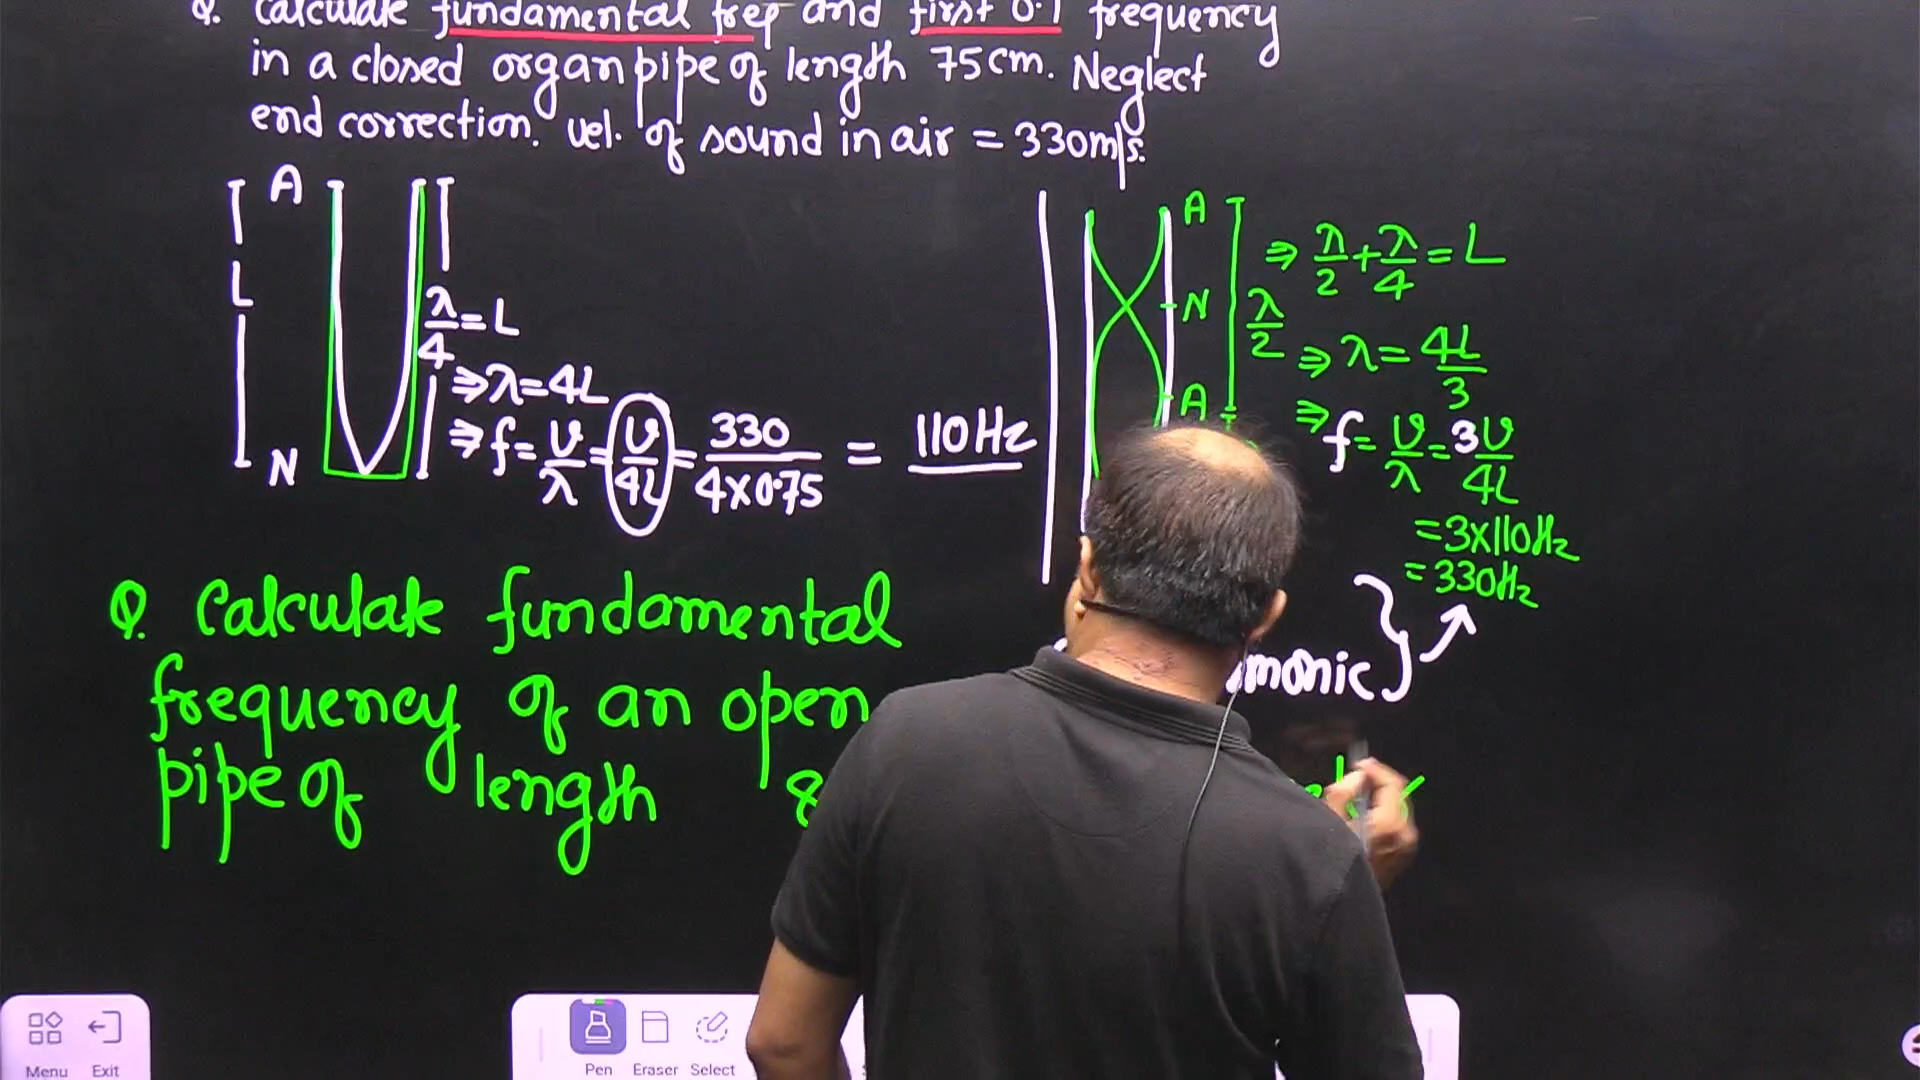 Q. Calculate fundamental freq and first O.T frequency
in a closed organ pipe of length 75cm. Neglect
end correction. vel. of sound in air = 330m/s.
A
L
N
λ/4 = L
⇒ λ = 4L
⇒ f = v/λ = v/4L = 330/4×0.75 = 110Hz
A
N
A
λ/2
⇒ λ/2 + λ/4 = L
⇒ λ = 4L/3
⇒ f = v/λ = 3v/4L
= 3×110Hz
= 330Hz
Q. Calculate fundamental
frequency of an open
pipe of length
Menu
Exit
Pen
Eraser
Select